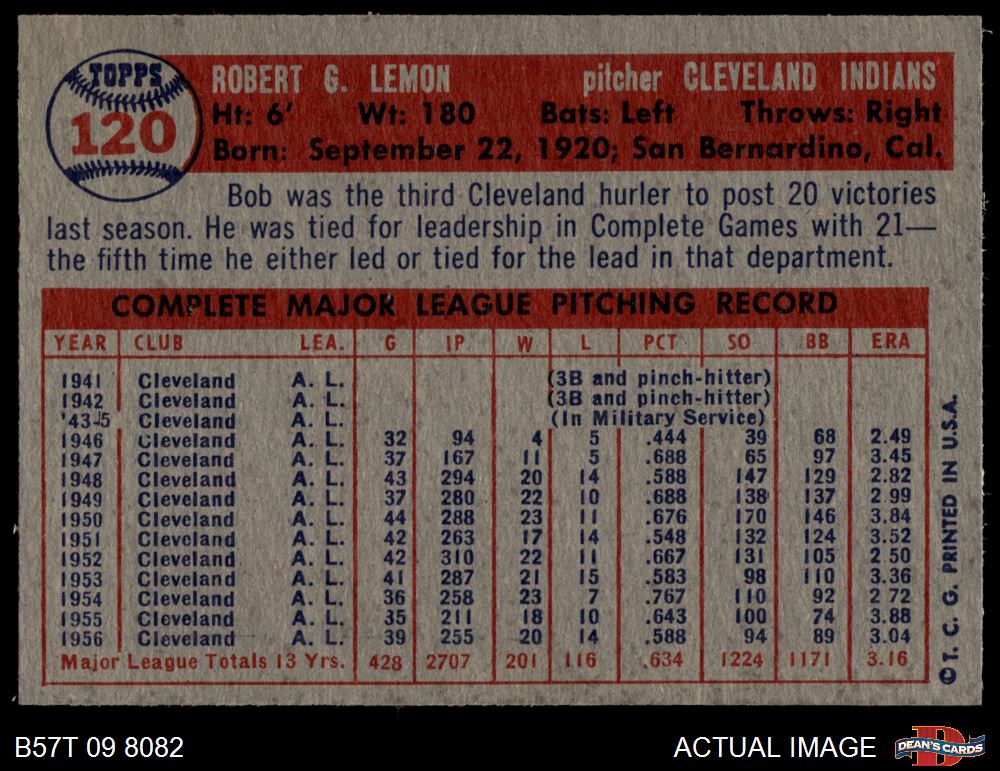 TOPPS
120
ROBERT G. LEMON pitcher CLEVELAND INDIANS
Ht: 6' Wt: 180 Bats: Left Throws: Right
Born: September 22, 1920; San Bernardino, Cal.
Bob was the third Cleveland hurler to post 20 victories
last season. He was tied for leadership in Complete Games with 21—
the fifth time he either led or tied for the lead in that department.
COMPLETE MAJOR LEAGUE PITCHING RECORD
YEAR CLUB LEA. G IP W L PCT SO BB ERA
1941 Cleveland A. L. (3B and pinch-hitter)
1942 Cleveland A. L. (3B and pinch-hitter)
'43-5 Cleveland A. L. (In Military Service)
1946 Cleveland A. L. 32 94 4 5 .444 39 68 2.49
1947 Cleveland A. L. 37 167 11 5 .688 65 97 3.45
1948 Cleveland A. L. 43 294 20 14 .588 147 129 2.82
1949 Cleveland A. L. 37 280 22 10 .688 138 137 2.99
1950 Cleveland A. L. 44 288 23 11 .676 170 146 3.84
1951 Cleveland A. L. 42 263 17 14 .548 132 124 3.52
1952 Cleveland A. L. 42 310 22 11 .667 131 105 2.50
1953 Cleveland A. L. 41 287 21 15 .583 98 110 3.36
1954 Cleveland A. L. 36 258 23 7 .767 110 92 2.72
1955 Cleveland A. L. 35 211 18 10 .643 100 74 3.88
1956 Cleveland A. L. 39 255 20 14 .588 94 89 3.04
Major League Totals 13 Yrs. 428 2707 201 116 .634 1224 1171 3.16
© T. C. G. PRINTED IN U.S.A.
B57T 09 8082 ACTUAL IMAGE DEAN'S CARDS